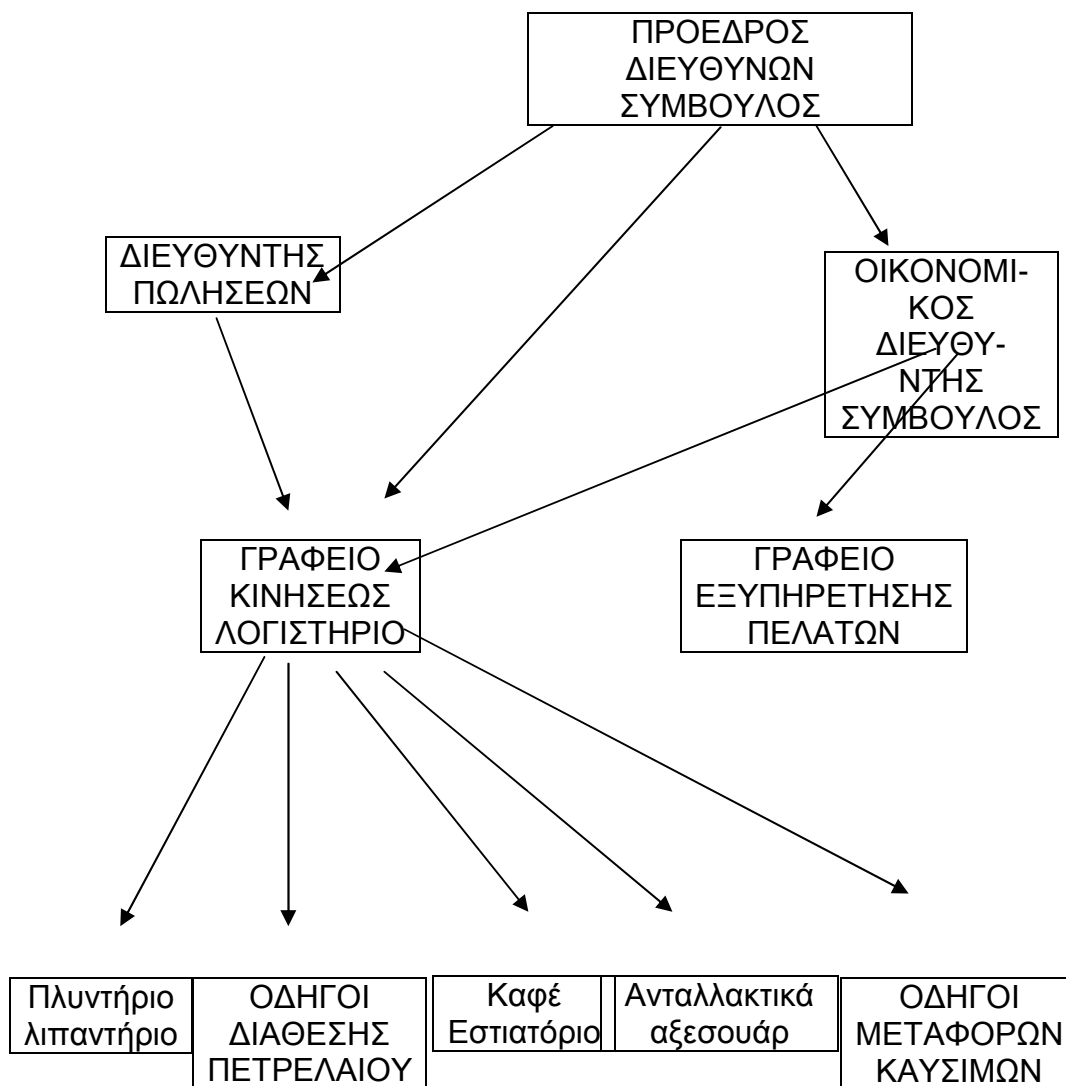 ΠΡΟΕΔΡΟΣ
ΔΙΕΥΘΥΝΩΝ
ΣΥΜΒΟΥΛΟΣ
ΔΙΕΥΘΥΝΤΗΣ
ΠΩΛΗΣΕΩΝ
ΟΙΚΟΝΟΜΙ-
ΚΟΣ
ΔΙΕΥΘΥ-
ΝΤΗΣ
ΣΥΜΒΟΥΛΟΣ
ΓΡΑΦΕΙΟ
ΚΙΝΗΣΕΩΣ
ΛΟΓΙΣΤΗΡΙΟ
ΓΡΑΦΕΙΟ
ΕΞΥΠΗΡΕΤΗΣΗΣ
ΠΕΛΑΤΩΝ
Πλυντήριο
λιπαντήριο
ΟΔΗΓΟΙ
ΔΙΑΘΕΣΗΣ
ΠΕΤΡΕΛΑΙΟΥ
Καφέ
Εστιατόριο
Ανταλλακτικά
αξεσουάρ
ΟΔΗΓΟΙ
ΜΕΤΑΦΟΡΩΝ
ΚΑΥΣΙΜΩΝ